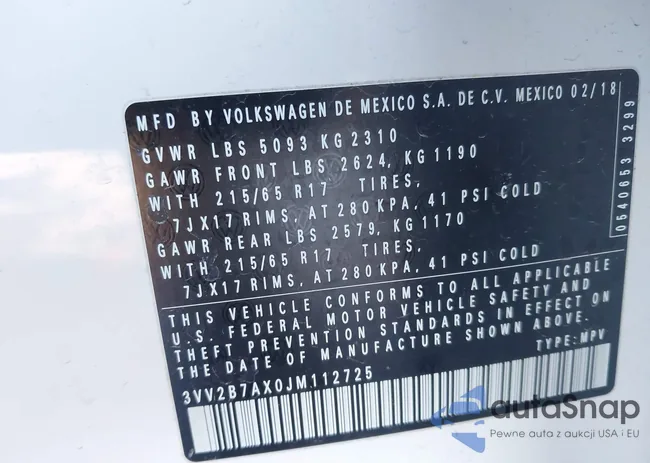 MFD BY VOLKSWAGEN DE MEXICO S.A. DE C.V. MEXICO 02/18
GVWR LBS 5093 KG 2310
GAWR FRONT LBS 2624, KG 1190
WITH 215/65 R17 TIRES,
7JX17 RIMS, AT 280 KPA, 41 PSI COLD
GAWR REAR LBS 2579, KG 1170
WITH 215/65 R17 TIRES,
7JX17 RIMS, AT 280 KPA, 41 PSI COLD
THIS VEHICLE CONFORMS TO ALL APPLICABLE
U.S. FEDERAL MOTOR VEHICLE SAFETY AND
THEFT PREVENTION STANDARDS IN EFFECT ON
THE DATE OF MANUFACTURE SHOWN ABOVE.
3VV2B7AX0JM112725 TYPE: MPV
0540653 3299
autoSnap
Pewne auta z aukcji USA i EU